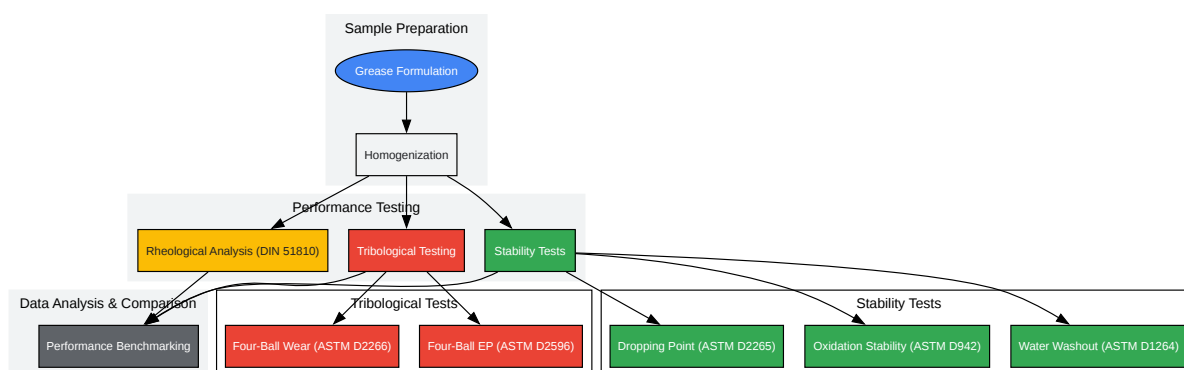 Sample Preparation
Grease Formulation
Homogenization
Performance Testing
Rheological Analysis (DIN 51810)
Tribological Testing
Stability Tests
Data Analysis & Comparison
Tribological Tests
Stability Tests
Performance Benchmarking
Four-Ball Wear (ASTM D2266)
Four-Ball EP (ASTM D2596)
Dropping Point (ASTM D2265)
Oxidation Stability (ASTM D942)
Water Washout (ASTM D1264)